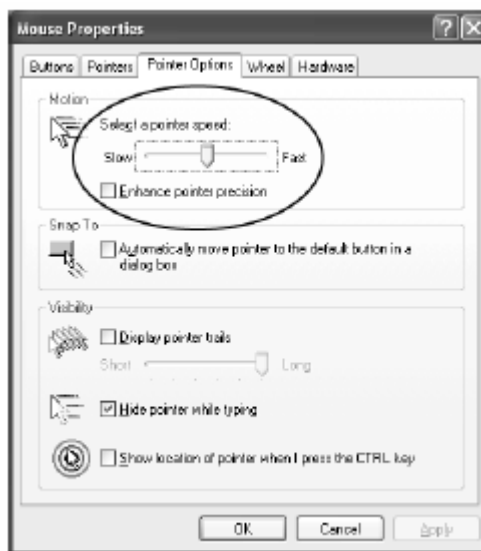 Mouse Properties
Buttons Pointers Pointer Options Wheel Hardware
Motion
Select a pointer speed:
Slow Fast
Enhance pointer precision
Snap To
Automatically move pointer to the default button in a
dialog box
Visibility
Display pointer trails
Short Long
Hide pointer while typing
Show location of pointer when I press the CTRL key
OK Cancel Apply